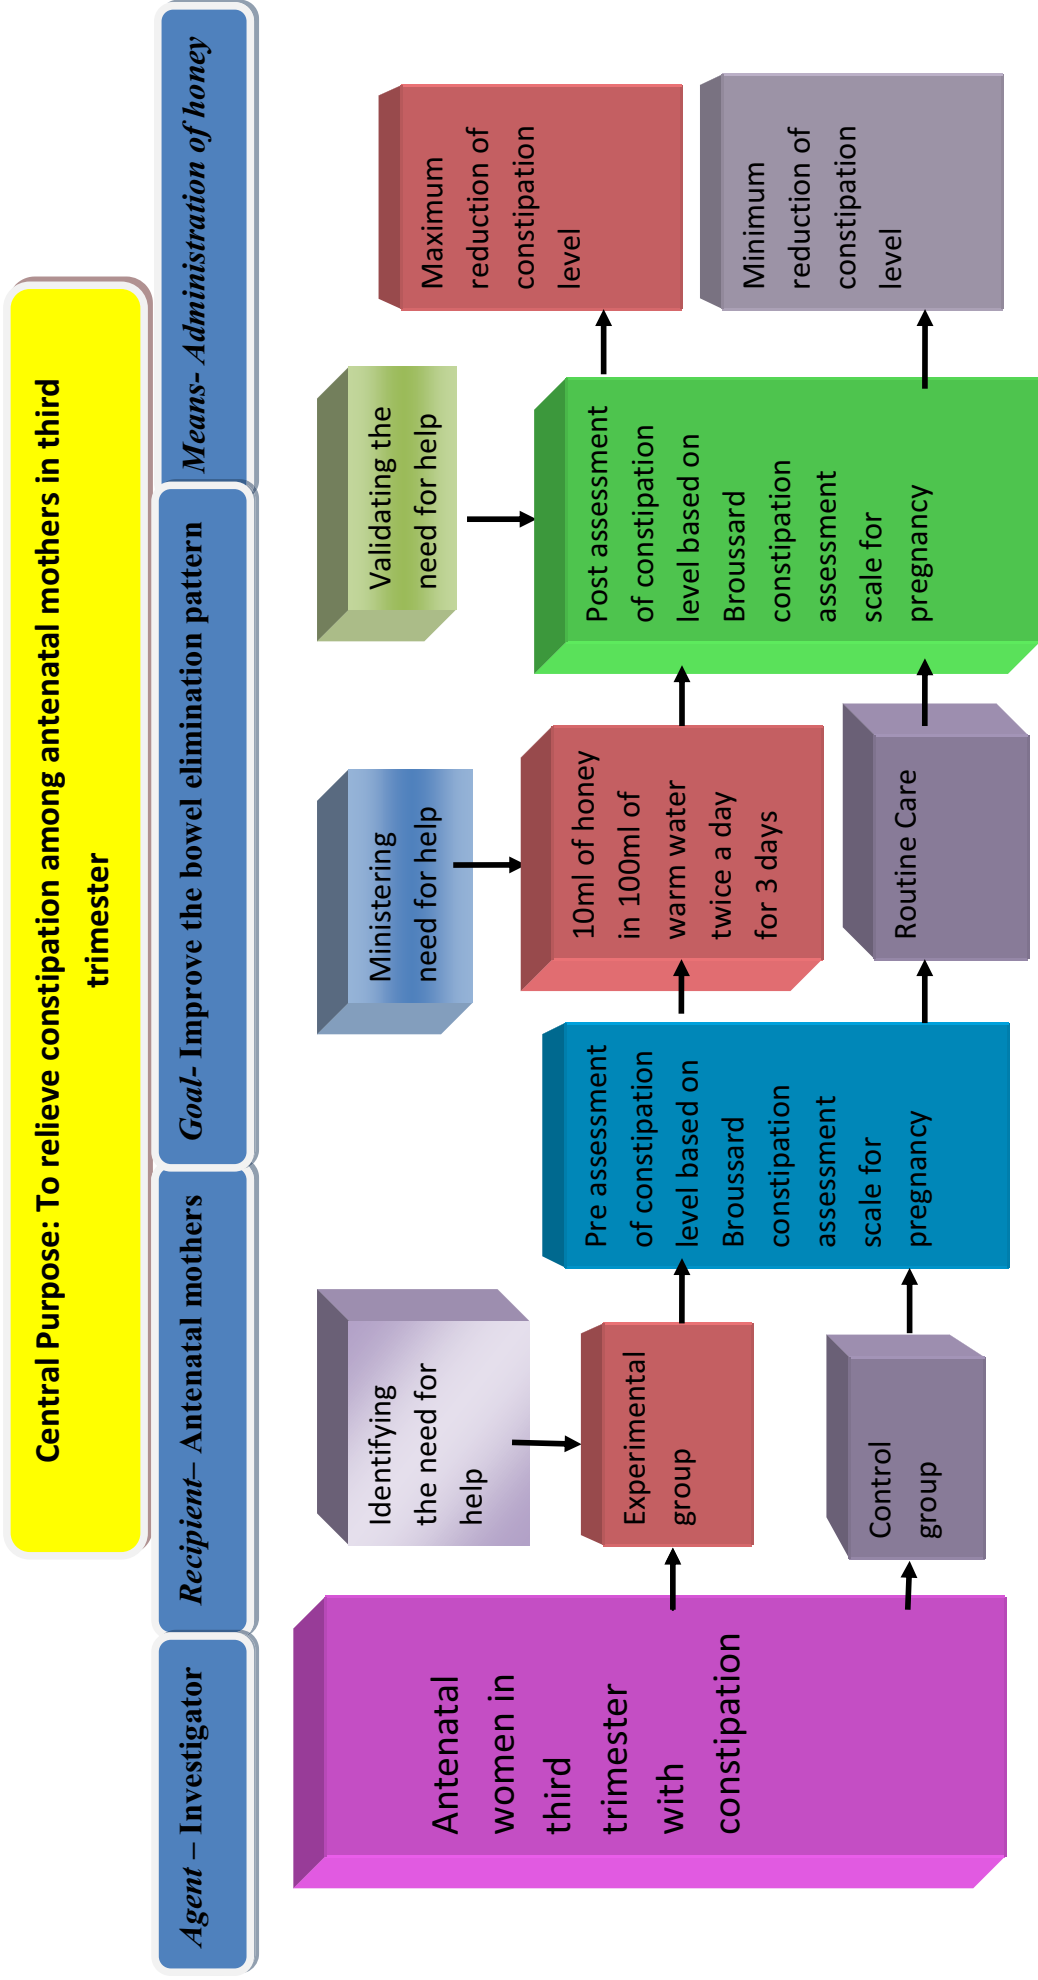 Central Purpose: To relieve constipation among antenatal mothers in third
trimester
Agent – Investigator
Recipient– Antenatal mothers
Goal- Improve the bowel elimination pattern
Means- Administration of honey
Identifying
the need for
help
Ministering
need for help
Validating the
need for help
Antenatal
women in
third
trimester
with
constipation
Experimental
group
Control
group
Pre assessment
of constipation
level based on
Broussard
constipation
assessment
scale for
pregnancy
10ml of honey
in 100ml of
warm water
twice a day
for 3 days
Routine Care
Post assessment
of constipation
level based on
Broussard
constipation
assessment
scale for
pregnancy
Maximum
reduction of
constipation
level
Minimum
reduction of
constipation
level